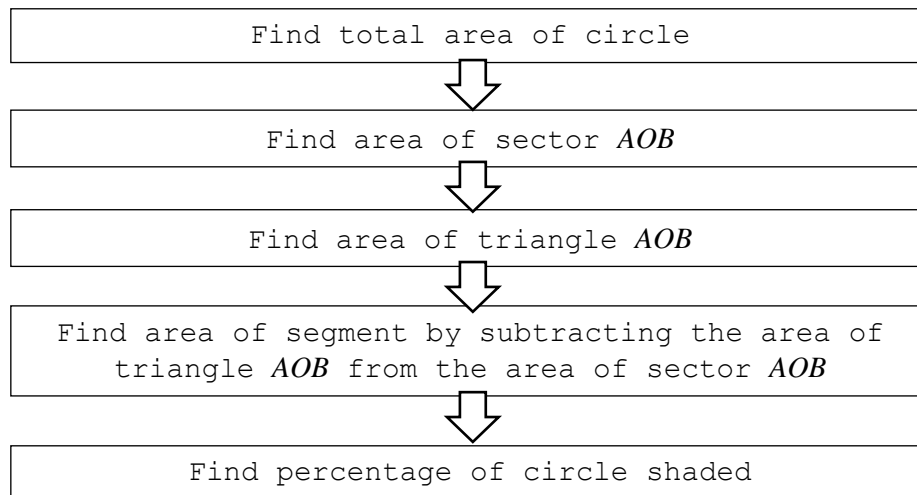 Find total area of circle
Find area of sector AOB
Find area of triangle AOB
Find area of segment by subtracting the area of
triangle AOB from the area of sector AOB
Find percentage of circle shaded